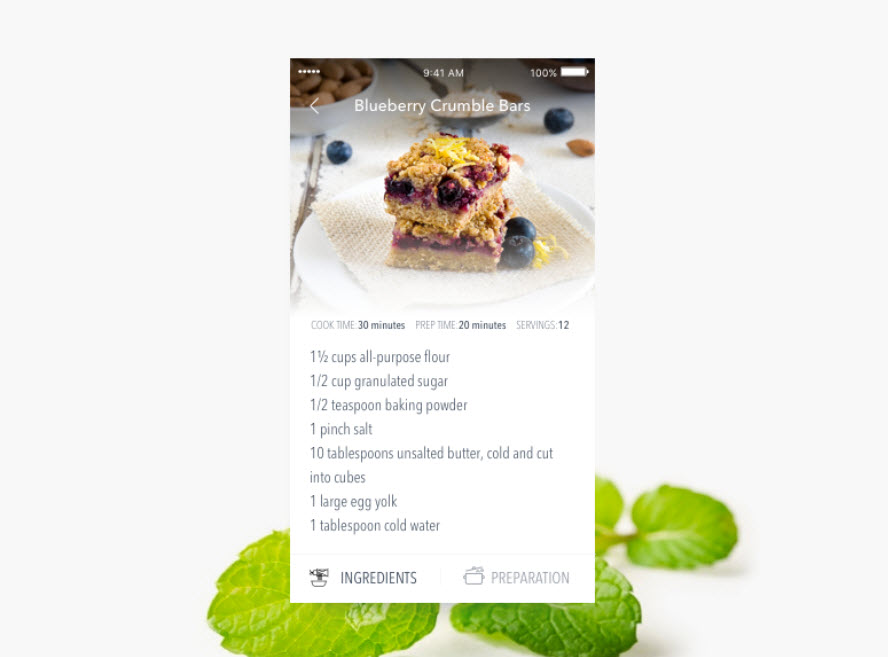 9:41 AM 100%
Blueberry Crumble Bars
COOK TIME: 30 minutes PREP TIME: 20 minutes SERVINGS: 12
1½ cups all-purpose flour
1/2 cup granulated sugar
1/2 teaspoon baking powder
1 pinch salt
10 tablespoons unsalted butter, cold and cut
into cubes
1 large egg yolk
1 tablespoon cold water
INGREDIENTS PREPARATION